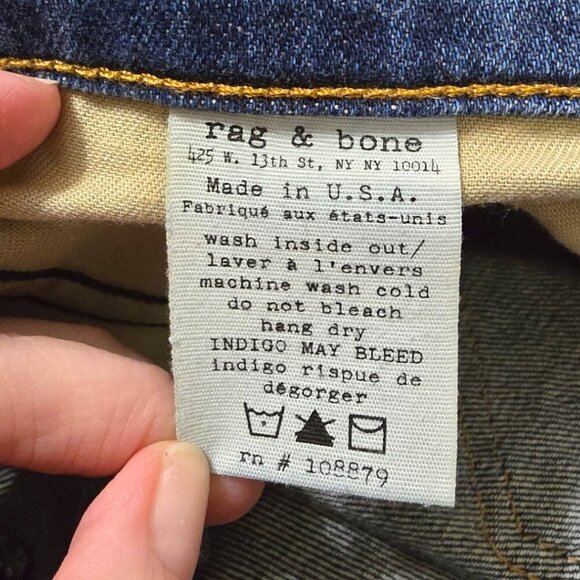 rag & bone
425 W. 13th St, NY NY 10014
Made in U.S.A.
Fabriqué aux états-unis
wash inside out/
laver à l'envers
machine wash cold
do not bleach
hang dry
INDIGO MAY BLEED
indigo rispue de
dégorger
rn # 108879